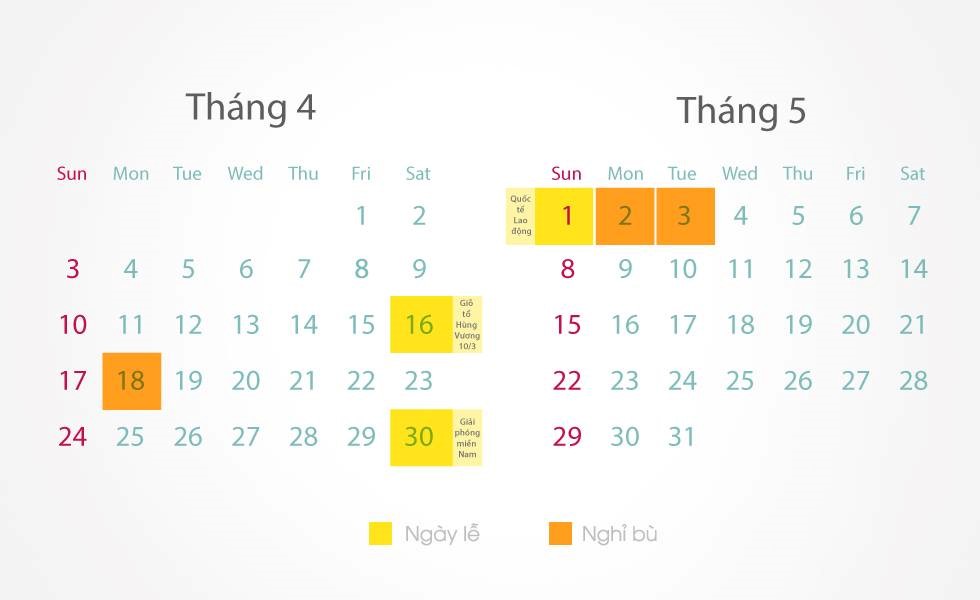 Tháng 4
Sun Mon Tue Wed Thu Fri Sat
1 2
3 4 5 6 7 8 9
10 11 12 13 14 15 16
Giỗ
tổ
Hùng
Vương
10/3
17 18 19 20 21 22 23
24 25 26 27 28 29 30
Giải
phóng
miền
Nam
Tháng 5
Sun Mon Tue Wed Thu Fri Sat
Quốc
tế
Lao
động
1 2 3 4 5 6 7
8 9 10 11 12 13 14
15 16 17 18 19 20 21
22 23 24 25 26 27 28
29 30 31
Ngày lễ
Nghỉ bù